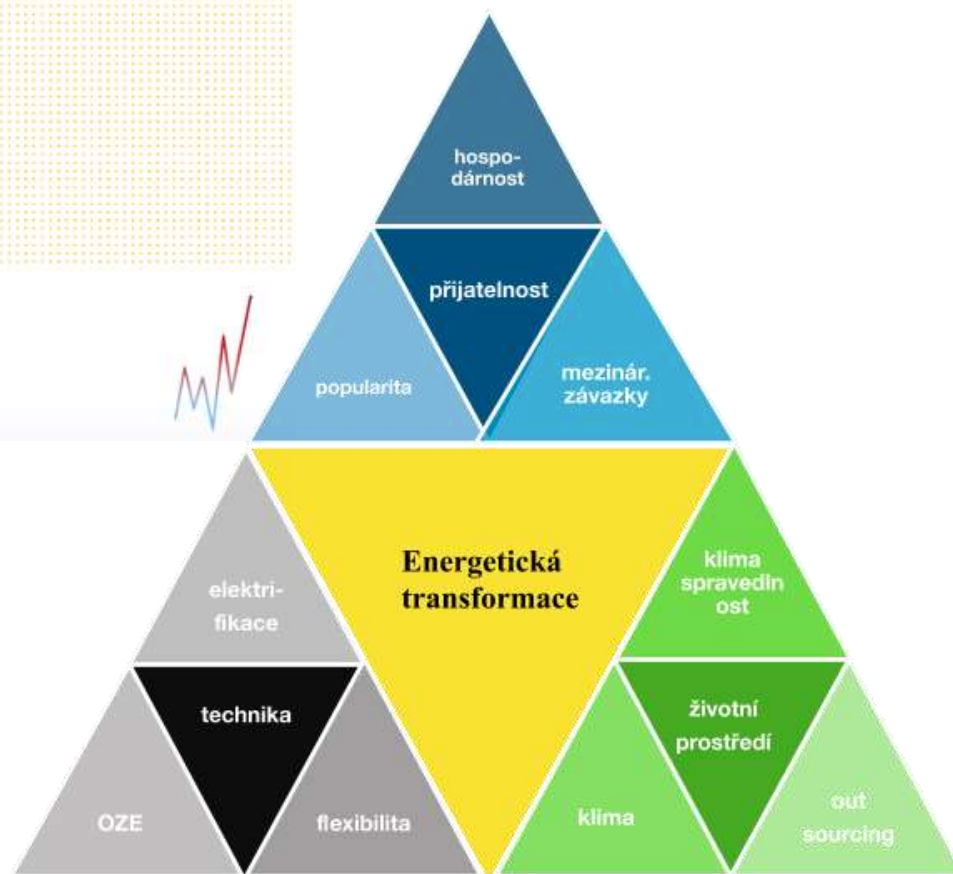 hospo-
dárnost
přijatelnost
popularita
mezinár.
závazky
Energetická
transformace
elektri-
fikace
klima
spravedln
ost
technika
životní
prostředí
OZE
flexibilita
klima
out
sourcing